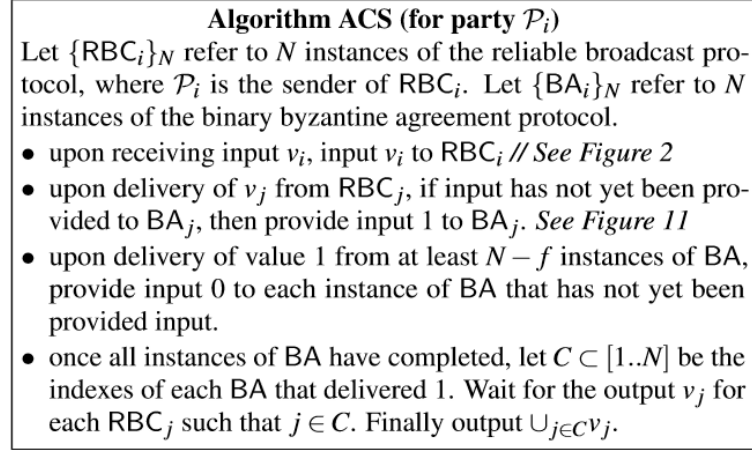 Algorithm ACS (for party 𝒫ᵢ)
Let {RBCᵢ}_N refer to N instances of the reliable broadcast pro-
tocol, where 𝒫ᵢ is the sender of RBCᵢ. Let {BAᵢ}_N refer to N
instances of the binary byzantine agreement protocol.
• upon receiving input vᵢ, input vᵢ to RBCᵢ // See Figure 2
• upon delivery of vⱼ from RBCⱼ, if input has not yet been pro-
vided to BAⱼ, then provide input 1 to BAⱼ. See Figure 11
• upon delivery of value 1 from at least N − f instances of BA,
provide input 0 to each instance of BA that has not yet been
provided input.
• once all instances of BA have completed, let C ⊂ [1..N] be the
indexes of each BA that delivered 1. Wait for the output vⱼ for
each RBCⱼ such that j ∈ C. Finally output ∪_{j∈C}vⱼ.